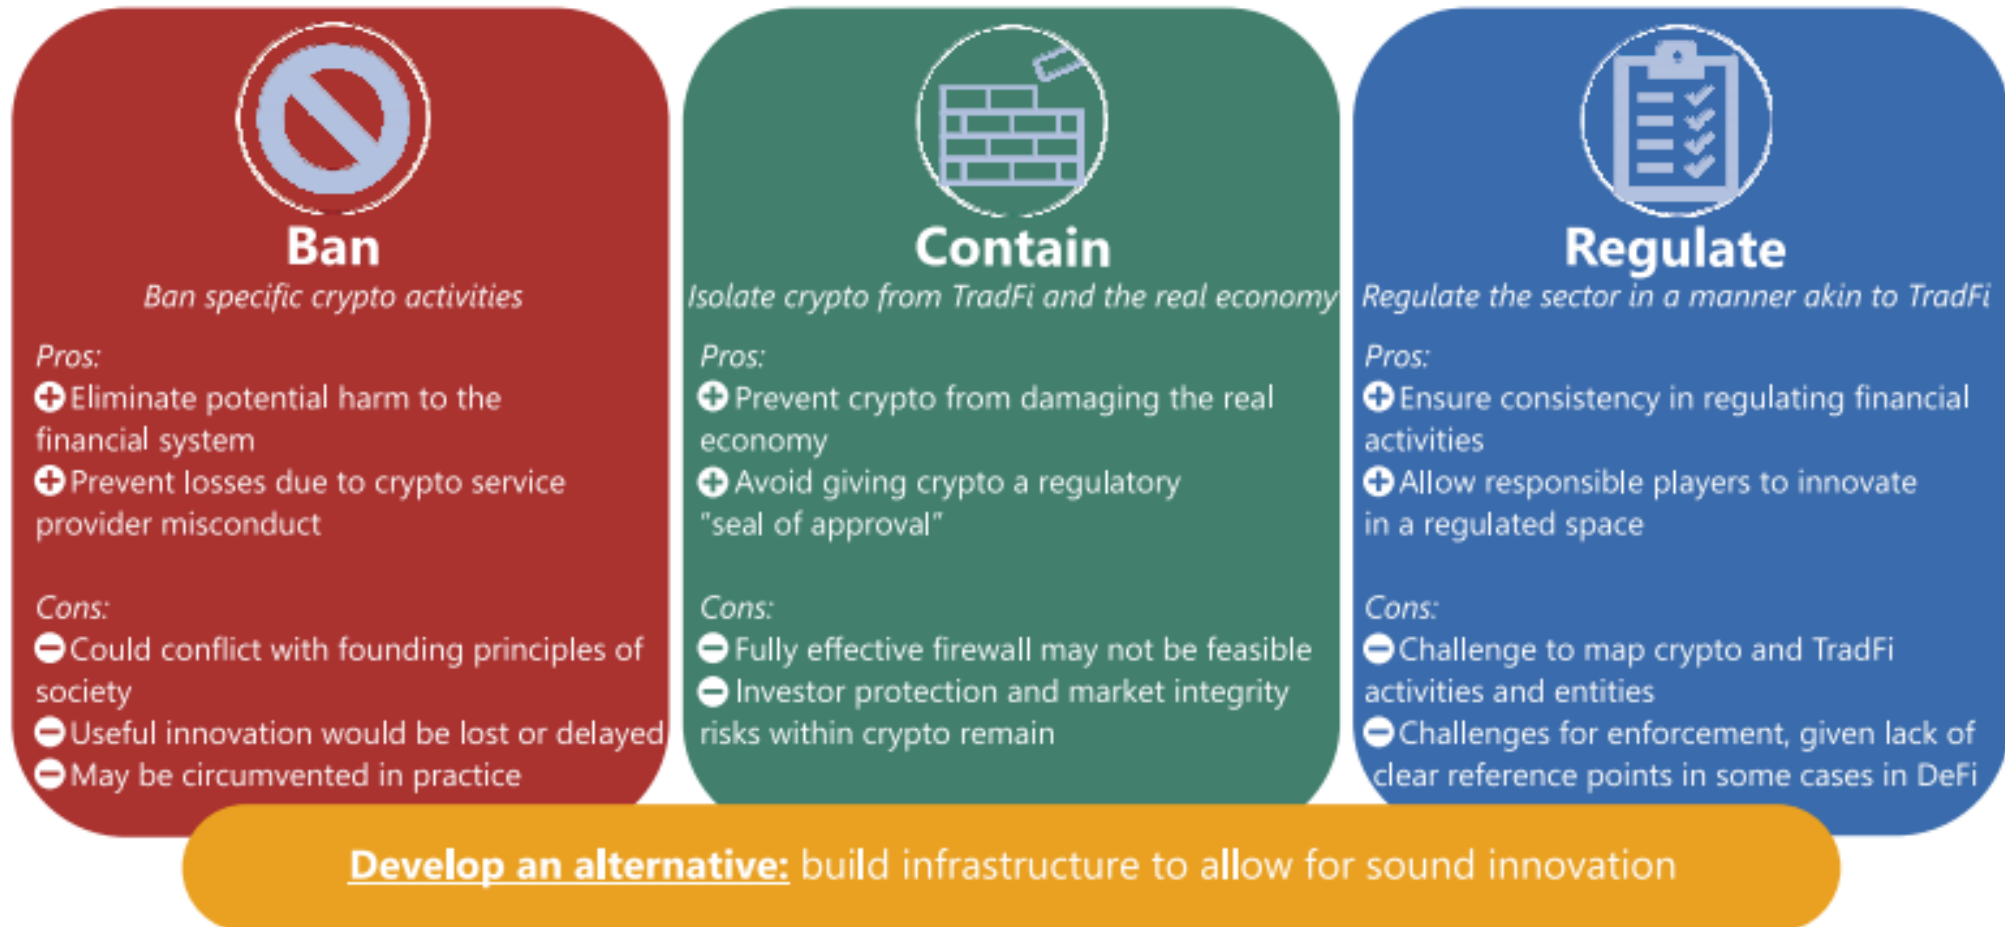 Ban
Ban specific crypto activities
Pros:
Eliminate potential harm to the
financial system
Prevent losses due to crypto service
provider misconduct
Cons:
Could conflict with founding principles of
society
Useful innovation would be lost or delayed
May be circumvented in practice
Contain
Isolate crypto from TradFi and the real economy
Pros:
Prevent crypto from damaging the real
economy
Avoid giving crypto a regulatory
"seal of approval"
Cons:
Fully effective firewall may not be feasible
Investor protection and market integrity
risks within crypto remain
Regulate
Regulate the sector in a manner akin to TradFi
Pros:
Ensure consistency in regulating financial
activities
Allow responsible players to innovate
in a regulated space
Cons:
Challenge to map crypto and TradFi
activities and entities
Challenges for enforcement, given lack of
clear reference points in some cases in DeFi
Develop an alternative: build infrastructure to allow for sound innovation